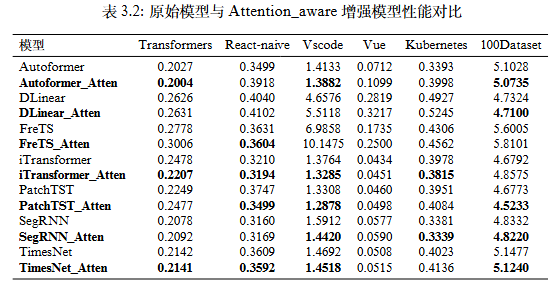 表 3.2: 原始模型与 Attention_aware 增强模型性能对比
模型 Transformers React-naive Vscode Vue Kubernetes 100Dataset
Autoformer 0.2027 0.3499 1.4133 0.0712 0.3393 5.1028
Autoformer_Atten 0.2004 0.3918 1.3882 0.1099 0.3998 5.0735
DLinear 0.2626 0.4040 4.6576 0.2819 0.4927 4.7324
DLinear_Atten 0.2631 0.4102 5.5118 0.3217 0.5245 4.7100
FreTS 0.2778 0.3631 6.9858 0.1735 0.4306 5.6005
FreTS_Atten 0.3006 0.3604 10.1475 0.2500 0.4562 5.8101
iTransformer 0.2478 0.3210 1.3764 0.0434 0.3978 4.6792
iTransformer_Atten 0.2207 0.3194 1.3285 0.0451 0.3815 4.8575
PatchTST 0.2249 0.3747 1.3308 0.0460 0.3951 4.6773
PatchTST_Atten 0.2477 0.3499 1.2878 0.0498 0.4084 4.5233
SegRNN 0.2078 0.3160 1.5912 0.0577 0.3381 4.8332
SegRNN_Atten 0.2092 0.3169 1.4420 0.0590 0.3339 4.8220
TimesNet 0.2142 0.3609 1.4692 0.0508 0.4023 5.1477
TimesNet_Atten 0.2141 0.3592 1.4518 0.0515 0.4136 5.1240